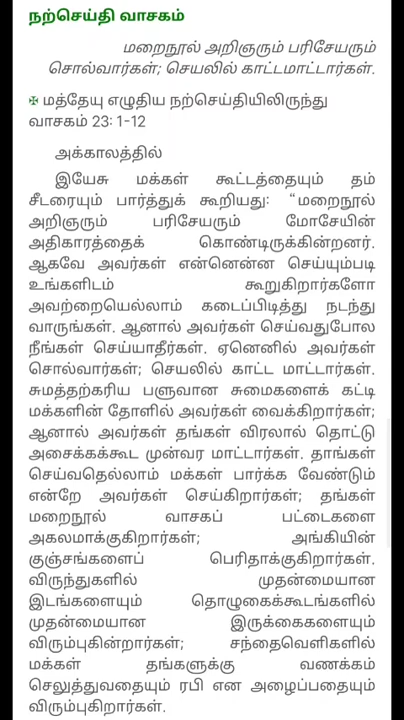 நற்செய்தி வாசகம்
மறைநூல் அறிஞரும் பரிசேயரும்
சொல்வார்கள்; செயலில் காட்டமாட்டார்கள்.
✠ மத்தேயு எழுதிய நற்செய்தியிலிருந்து
வாசகம் 23: 1-12
அக்காலத்தில்
இயேசு மக்கள் கூட்டத்தையும் தம்
சீடரையும் பார்த்துக் கூறியது: “மறைநூல்
அறிஞரும் பரிசேயரும் மோசேயின்
அதிகாரத்தைக் கொண்டிருக்கின்றனர்.
ஆகவே அவர்கள் என்னென்ன செய்யும்படி
உங்களிடம் கூறுகிறார்களோ
அவற்றையெல்லாம் கடைப்பிடித்து நடந்து
வாருங்கள். ஆனால் அவர்கள் செய்வதுபோல
நீங்கள் செய்யாதீர்கள். ஏனெனில் அவர்கள்
சொல்வார்கள்; செயலில் காட்ட மாட்டார்கள்.
சுமத்தற்கரிய பளுவான சுமைகளைக் கட்டி
மக்களின் தோளில் அவர்கள் வைக்கிறார்கள்;
ஆனால் அவர்கள் தங்கள் விரலால் தொட்டு
அசைக்கக்கூட முன்வர மாட்டார்கள். தாங்கள்
செய்வதெல்லாம் மக்கள் பார்க்க வேண்டும்
என்றே அவர்கள் செய்கிறார்கள்; தங்கள்
மறைநூல் வாசகப் பட்டைகளை
அகலமாக்குகிறார்கள்; அங்கியின்
குஞ்சங்களைப் பெரிதாக்குகிறார்கள்.
விருந்துகளில் முதன்மையான
இடங்களையும் தொழுகைக்கூடங்களில்
முதன்மையான இருக்கைகளையும்
விரும்புகின்றார்கள்; சந்தைவெளிகளில்
மக்கள் தங்களுக்கு வணக்கம்
செலுத்துவதையும் ரபி என அழைப்பதையும்
விரும்புகிறார்கள்.